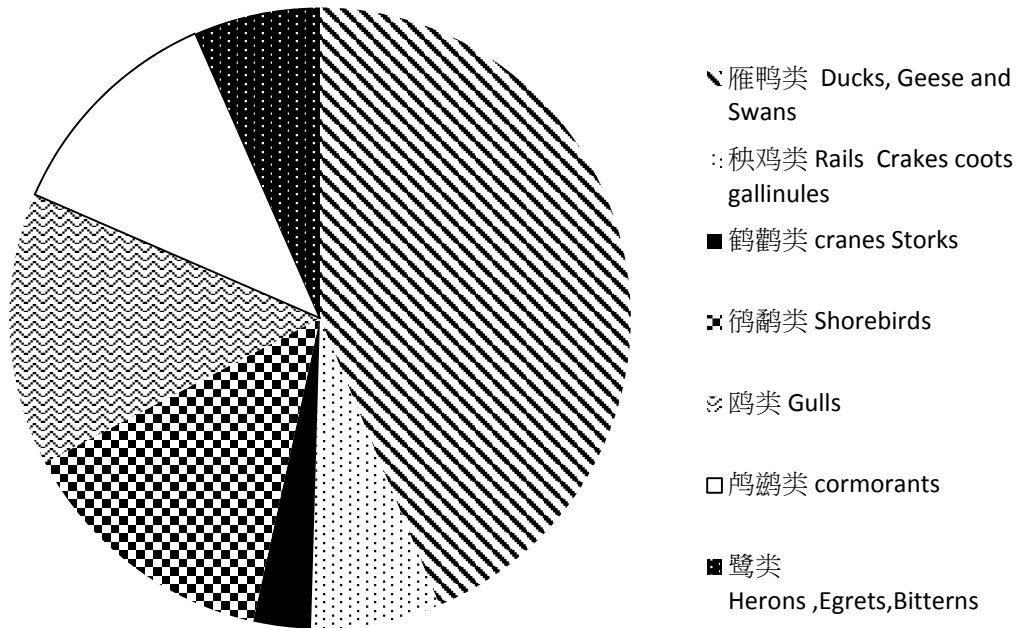 雁鸭类 Ducks, Geese and
Swans
秧鸡类 Rails Crakes coots
gallinules
鹤鹳类 cranes Storks
鸻鹬类 Shorebirds
鸥类 Gulls
鸬鹚类 cormorants
鹭类
Herons ,Egrets,Bitterns